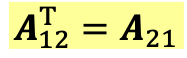 A₁₂ᵀ = A₂₁